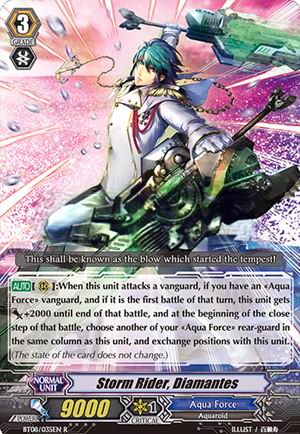 3
GRADE
This shall be known as the blow which started the tempest!
AUTO [ ]:When this unit attacks a vanguard, if you have an «Aqua
Force» vanguard, and if it is the first battle of that turn, this unit gets
+2000 until end of that battle, and at the beginning of the close
step of that battle, choose another of your «Aqua Force» rear-guard in
the same column as this unit, and exchange positions with this unit.
(The state of the card does not change.)
NORMAL
UNIT
Storm Rider, Diamantes
POWER
9000
1
CRITICAL
Aqua Force
Aquaroid
BT08/035EN R
ILLUST / 百瀬寿